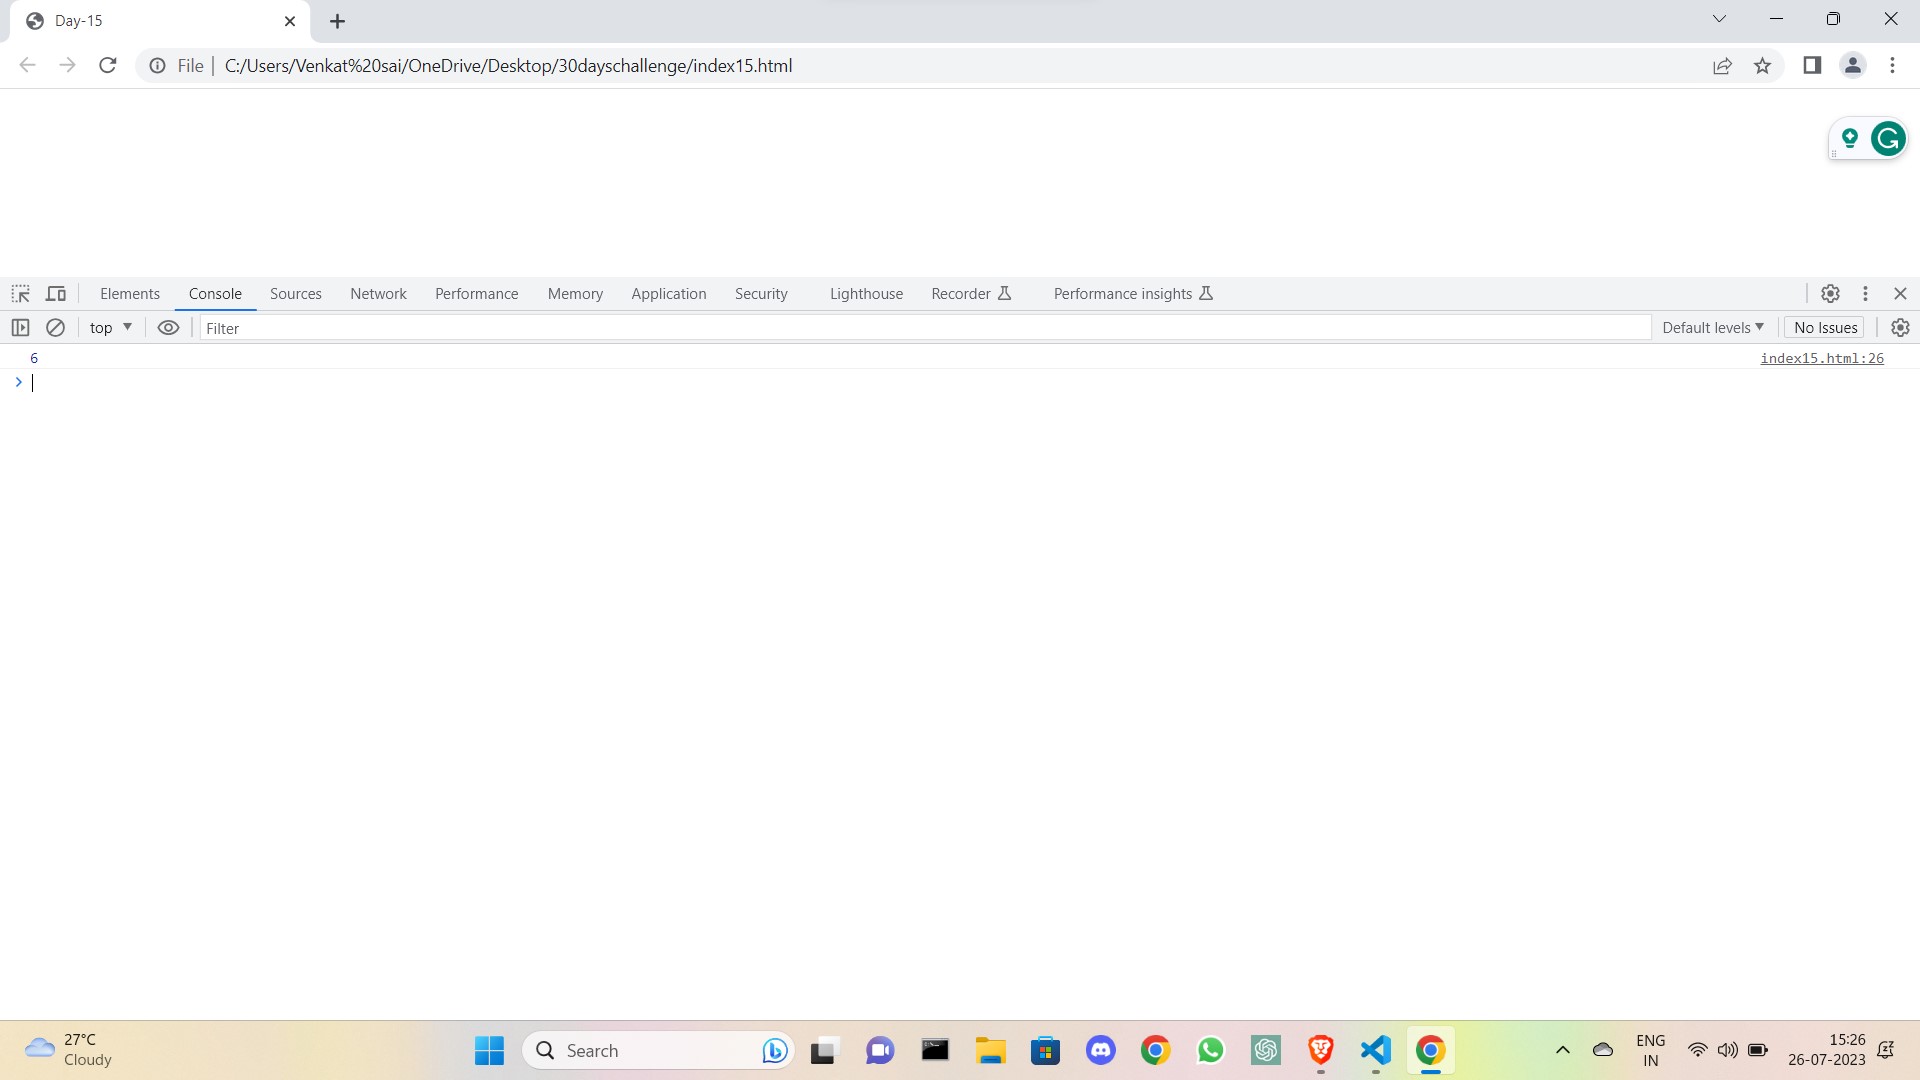 Day-15
File | C:/Users/Venkat%20sai/OneDrive/Desktop/30dayschallenge/index15.html
Elements Console Sources Network Performance Memory Application Security Lighthouse Recorder Performance insights
top Filter Default levels No Issues
6 index15.html:26
27°C
Cloudy
Search
ENG
IN
15:26
26-07-2023